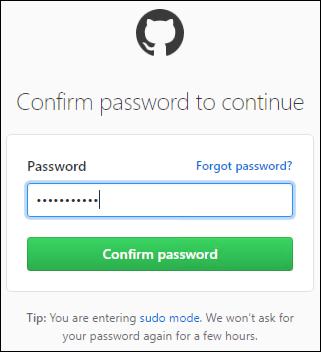 Confirm password to continue
Password Forgot password?
•••••••••••
Confirm password
Tip: You are entering sudo mode. We won't ask for
your password again for a few hours.